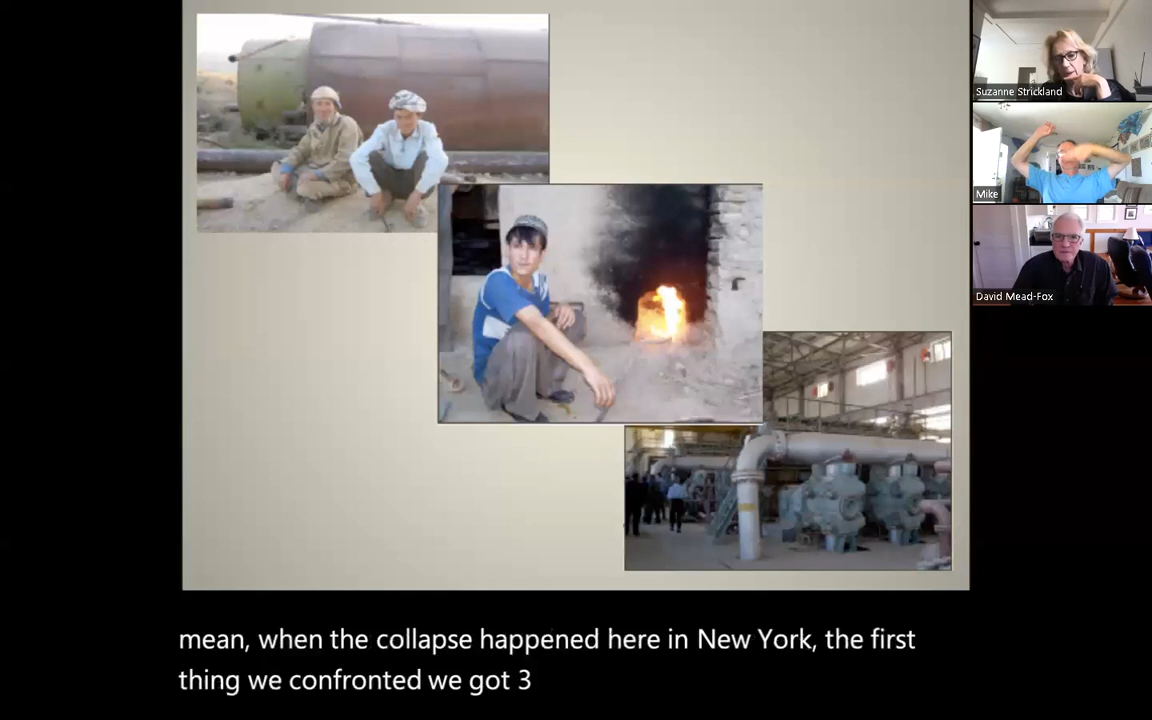 Suzanne Strickland
Mike
David Mead-Fox
mean, when the collapse happened here in New York, the first
thing we confronted we got 3